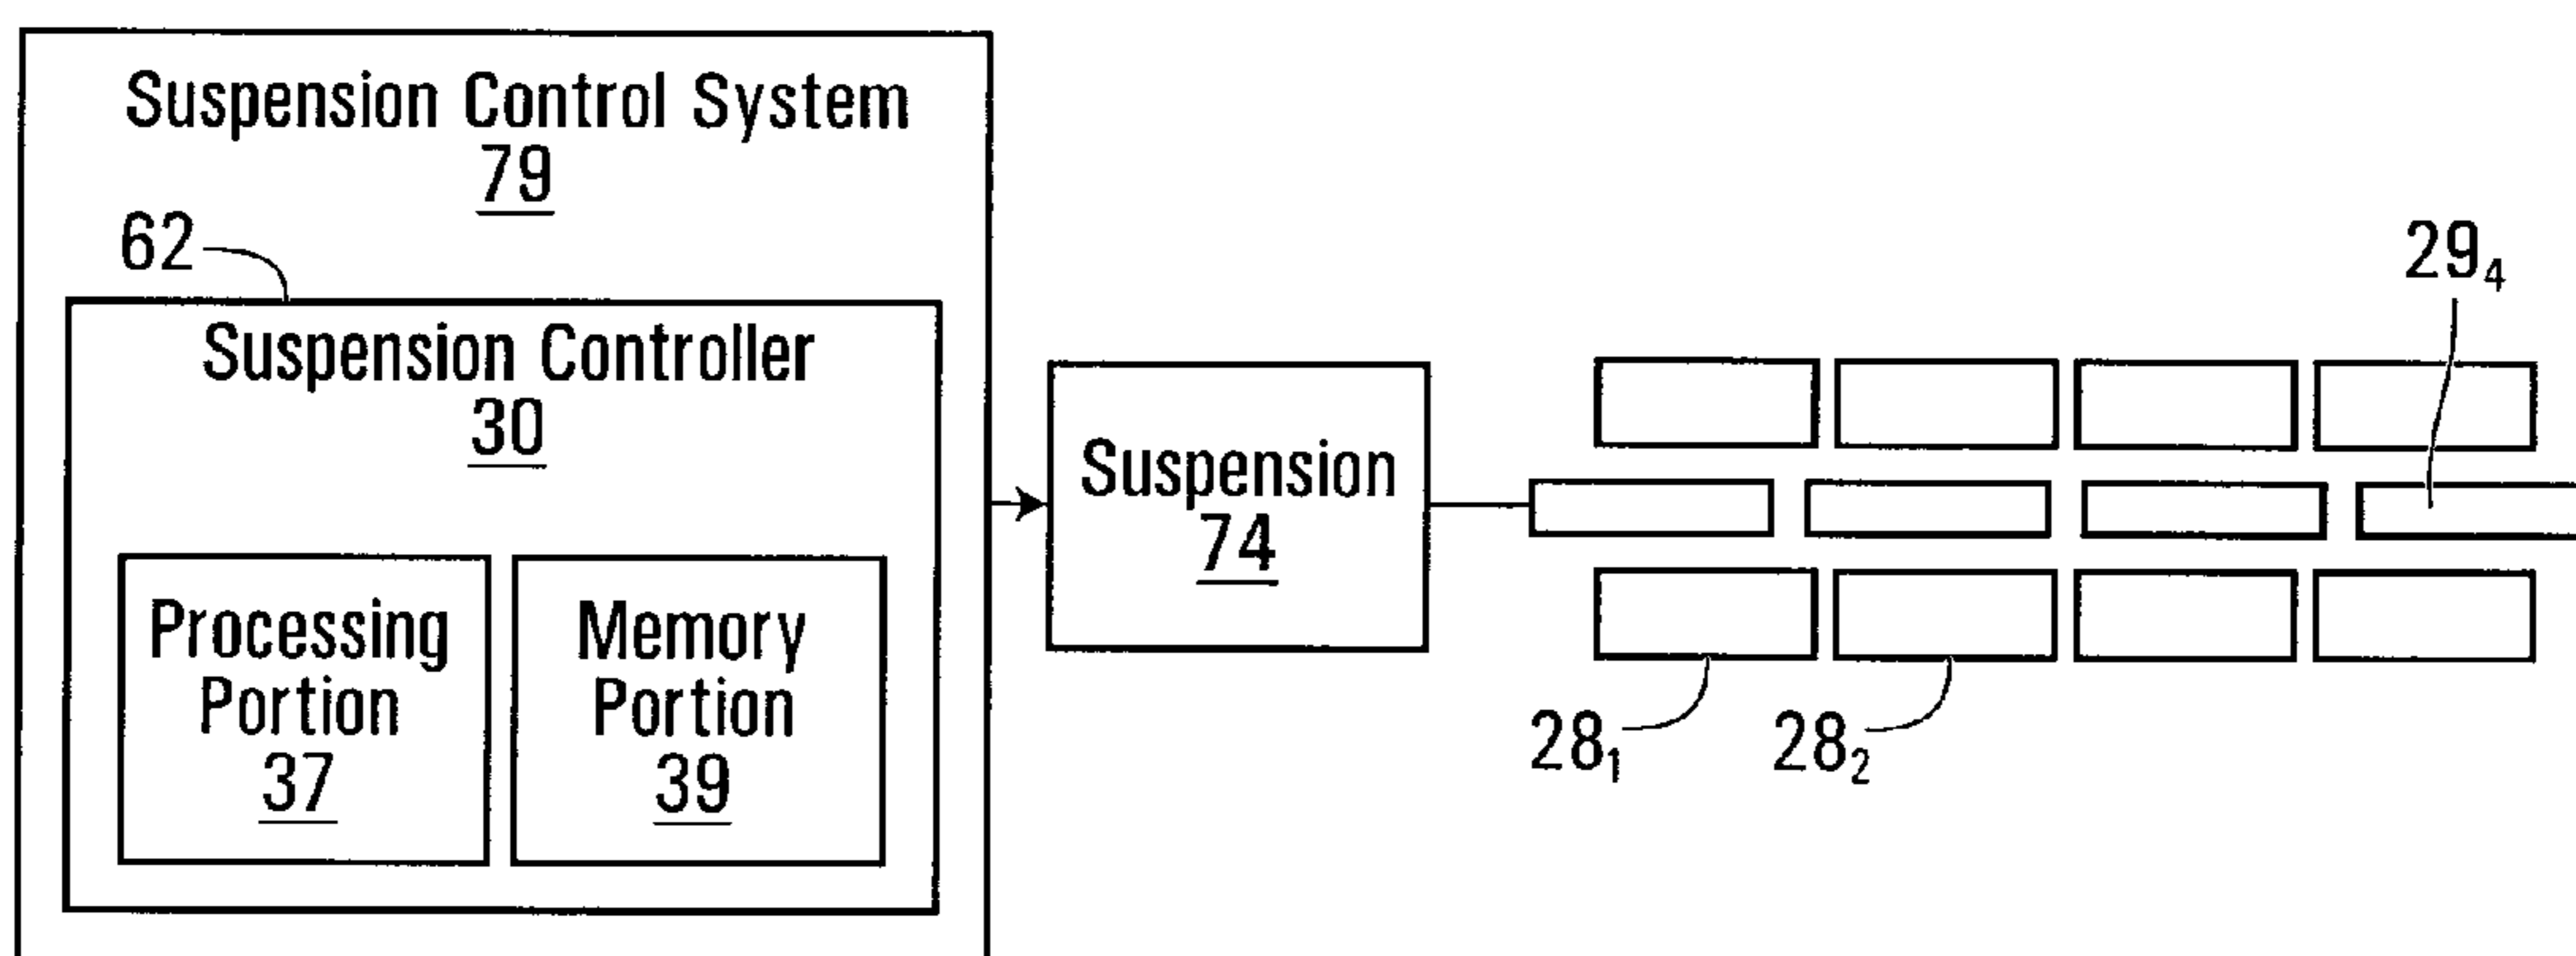 Suspension Control System
79
62
Suspension Controller
30
Processing
Portion
37
Memory
Portion
39
Suspension
74
29₄
28₁
28₂